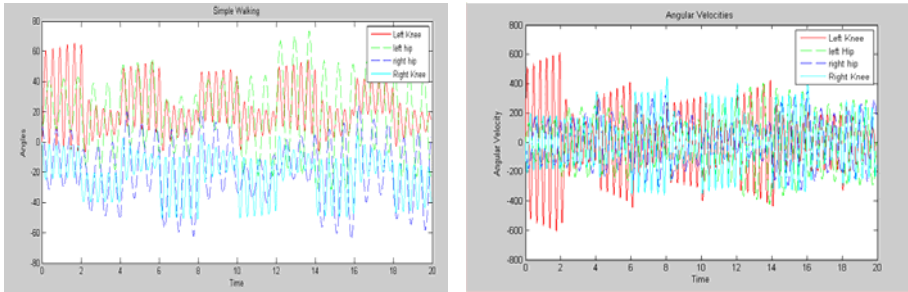 Simple Walking
80
60
40
20
0
-20
-40
-60
-80
Angles
0 2 4 6 8 10 12 14 16 18 20
Time
Left Knee
left hip
right hip
Right Knee
Angular Velocities
800
600
400
200
0
-200
-400
-600
-800
Angular Velocity
0 2 4 6 8 10 12 14 16 18 20
Time
Left Knee
left Hip
right hip
Right Knee